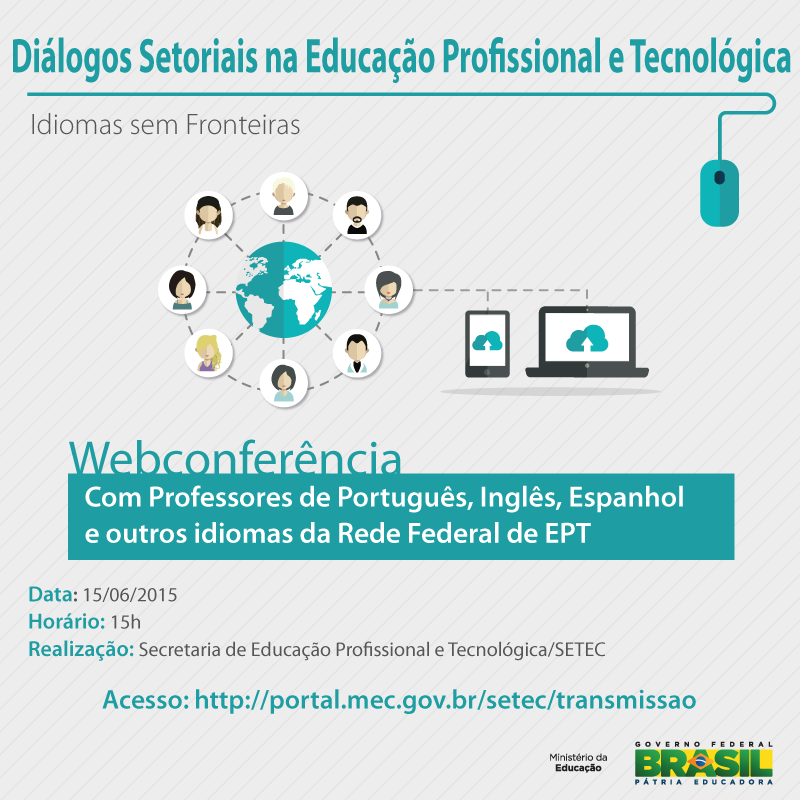 Diálogos Setoriais na Educação Profissional e Tecnológica
Idiomas sem Fronteiras
Webconferência
Com Professores de Português, Inglês, Espanhol
e outros idiomas da Rede Federal de EPT
Data: 15/06/2015
Horário: 15h
Realização: Secretaria de Educação Profissional e Tecnológica/SETEC
Acesso: http://portal.mec.gov.br/setec/transmissao
Ministério da
Educação
GOVERNO FEDERAL
BRASIL
PÁTRIA EDUCADORA